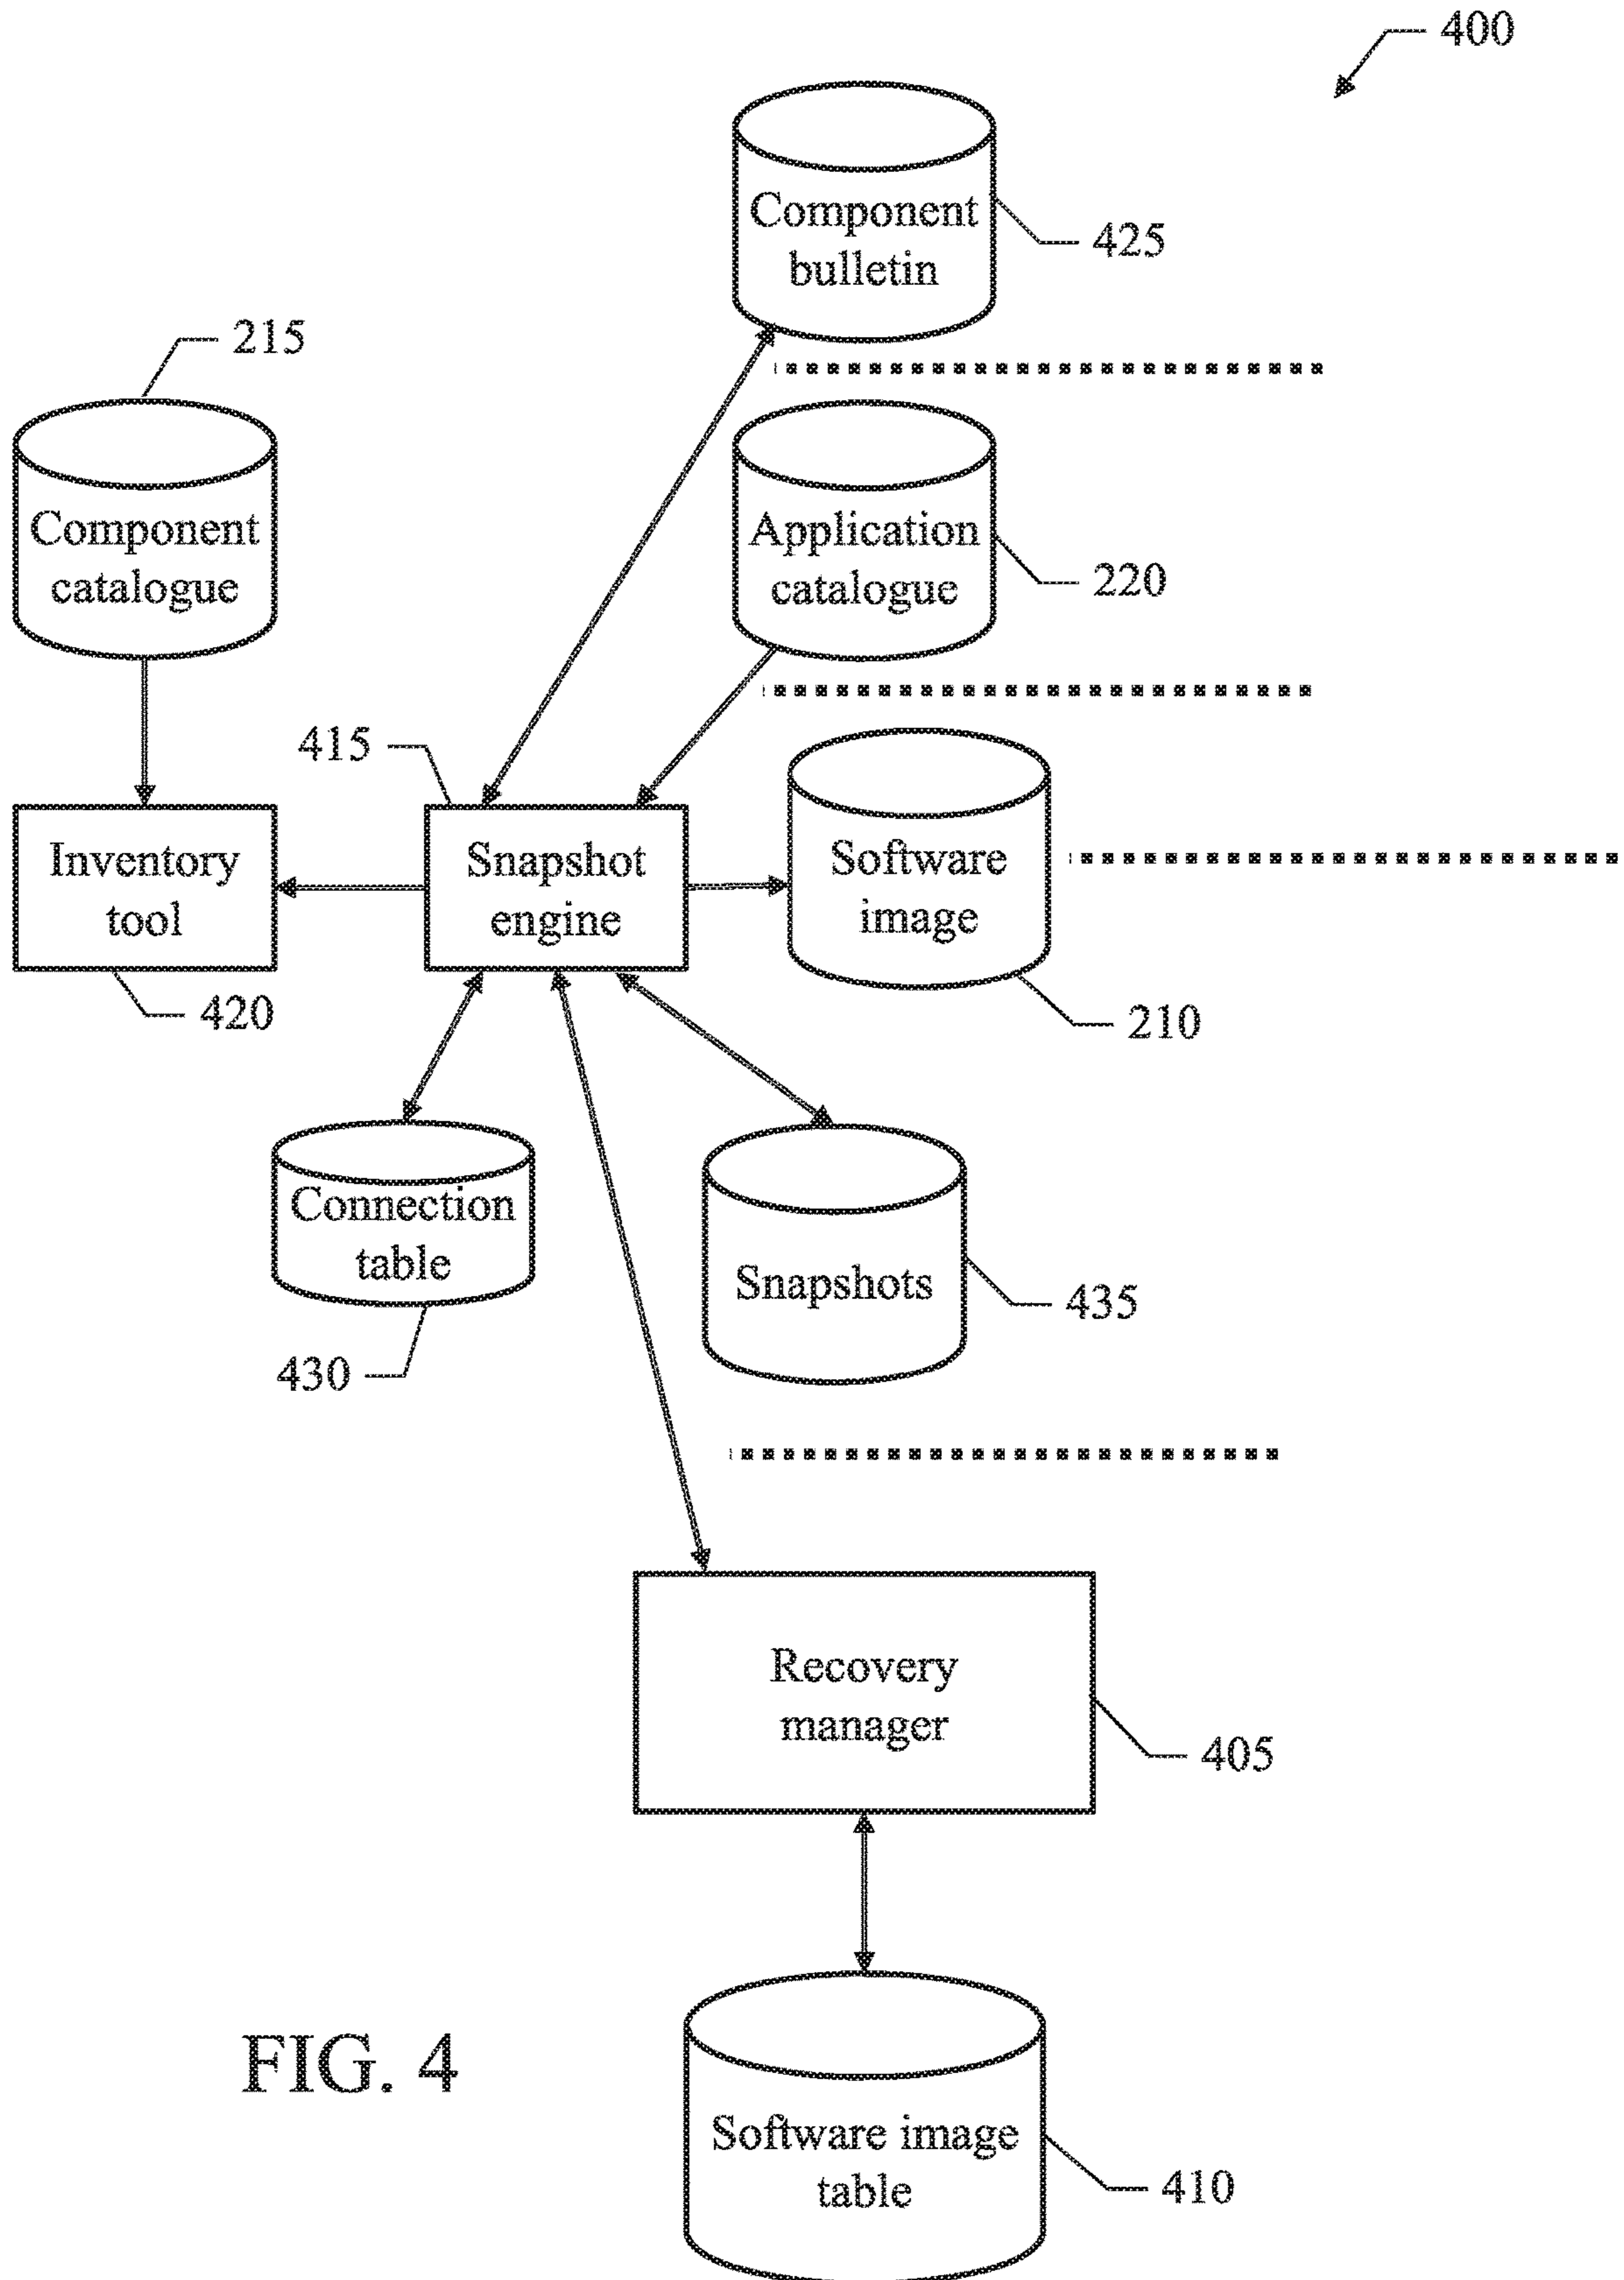 400
Component
bulletin
425
215
Component
catalogue
Application
catalogue
220
415
Inventory
tool
Snapshot
engine
Software
image
420
210
Connection
table
Snapshots
435
430
Recovery
manager
405
FIG. 4
Software image
table
410